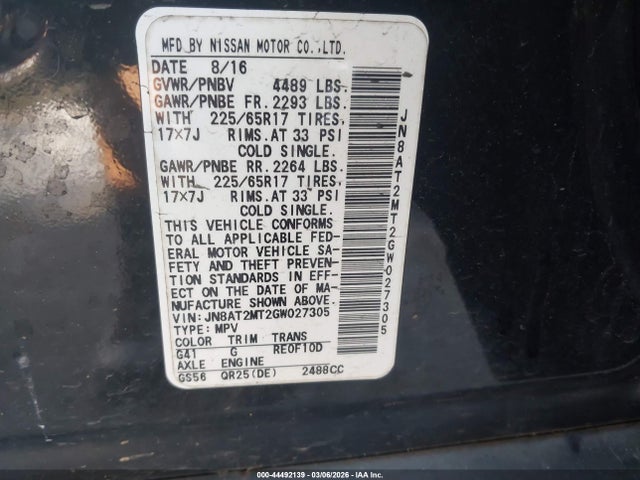 MFD BY NISSAN MOTOR CO.,LTD.
DATE 8/16
GVWR/PNBV 4489 LBS.
GAWR/PNBE FR. 2293 LBS.
WITH 225/65R17 TIRES.
17×7J RIMS.AT 33 PSI
COLD SINGLE.
GAWR/PNBE RR. 2264 LBS.
WITH 225/65R17 TIRES.
17×7J RIMS.AT 33 PSI
COLD SINGLE.
THIS VEHICLE CONFORMS
TO ALL APPLICABLE FED-
ERAL MOTOR VEHICLE SA-
FETY AND THEFT PREVEN-
TION STANDARDS IN EFF-
ECT ON THE DATE OF MA-
NUFACTURE SHOWN ABOVE.
VIN:JN8AT2MT2GW027305
TYPE: MPV
COLOR TRIM TRANS
G41 G RE0F10D
AXLE ENGINE
GS56 QR25(DE) 2488CC
JN8AT2MT2GW027305
000-44492139 | 03/06/2026 - IAA, Inc.